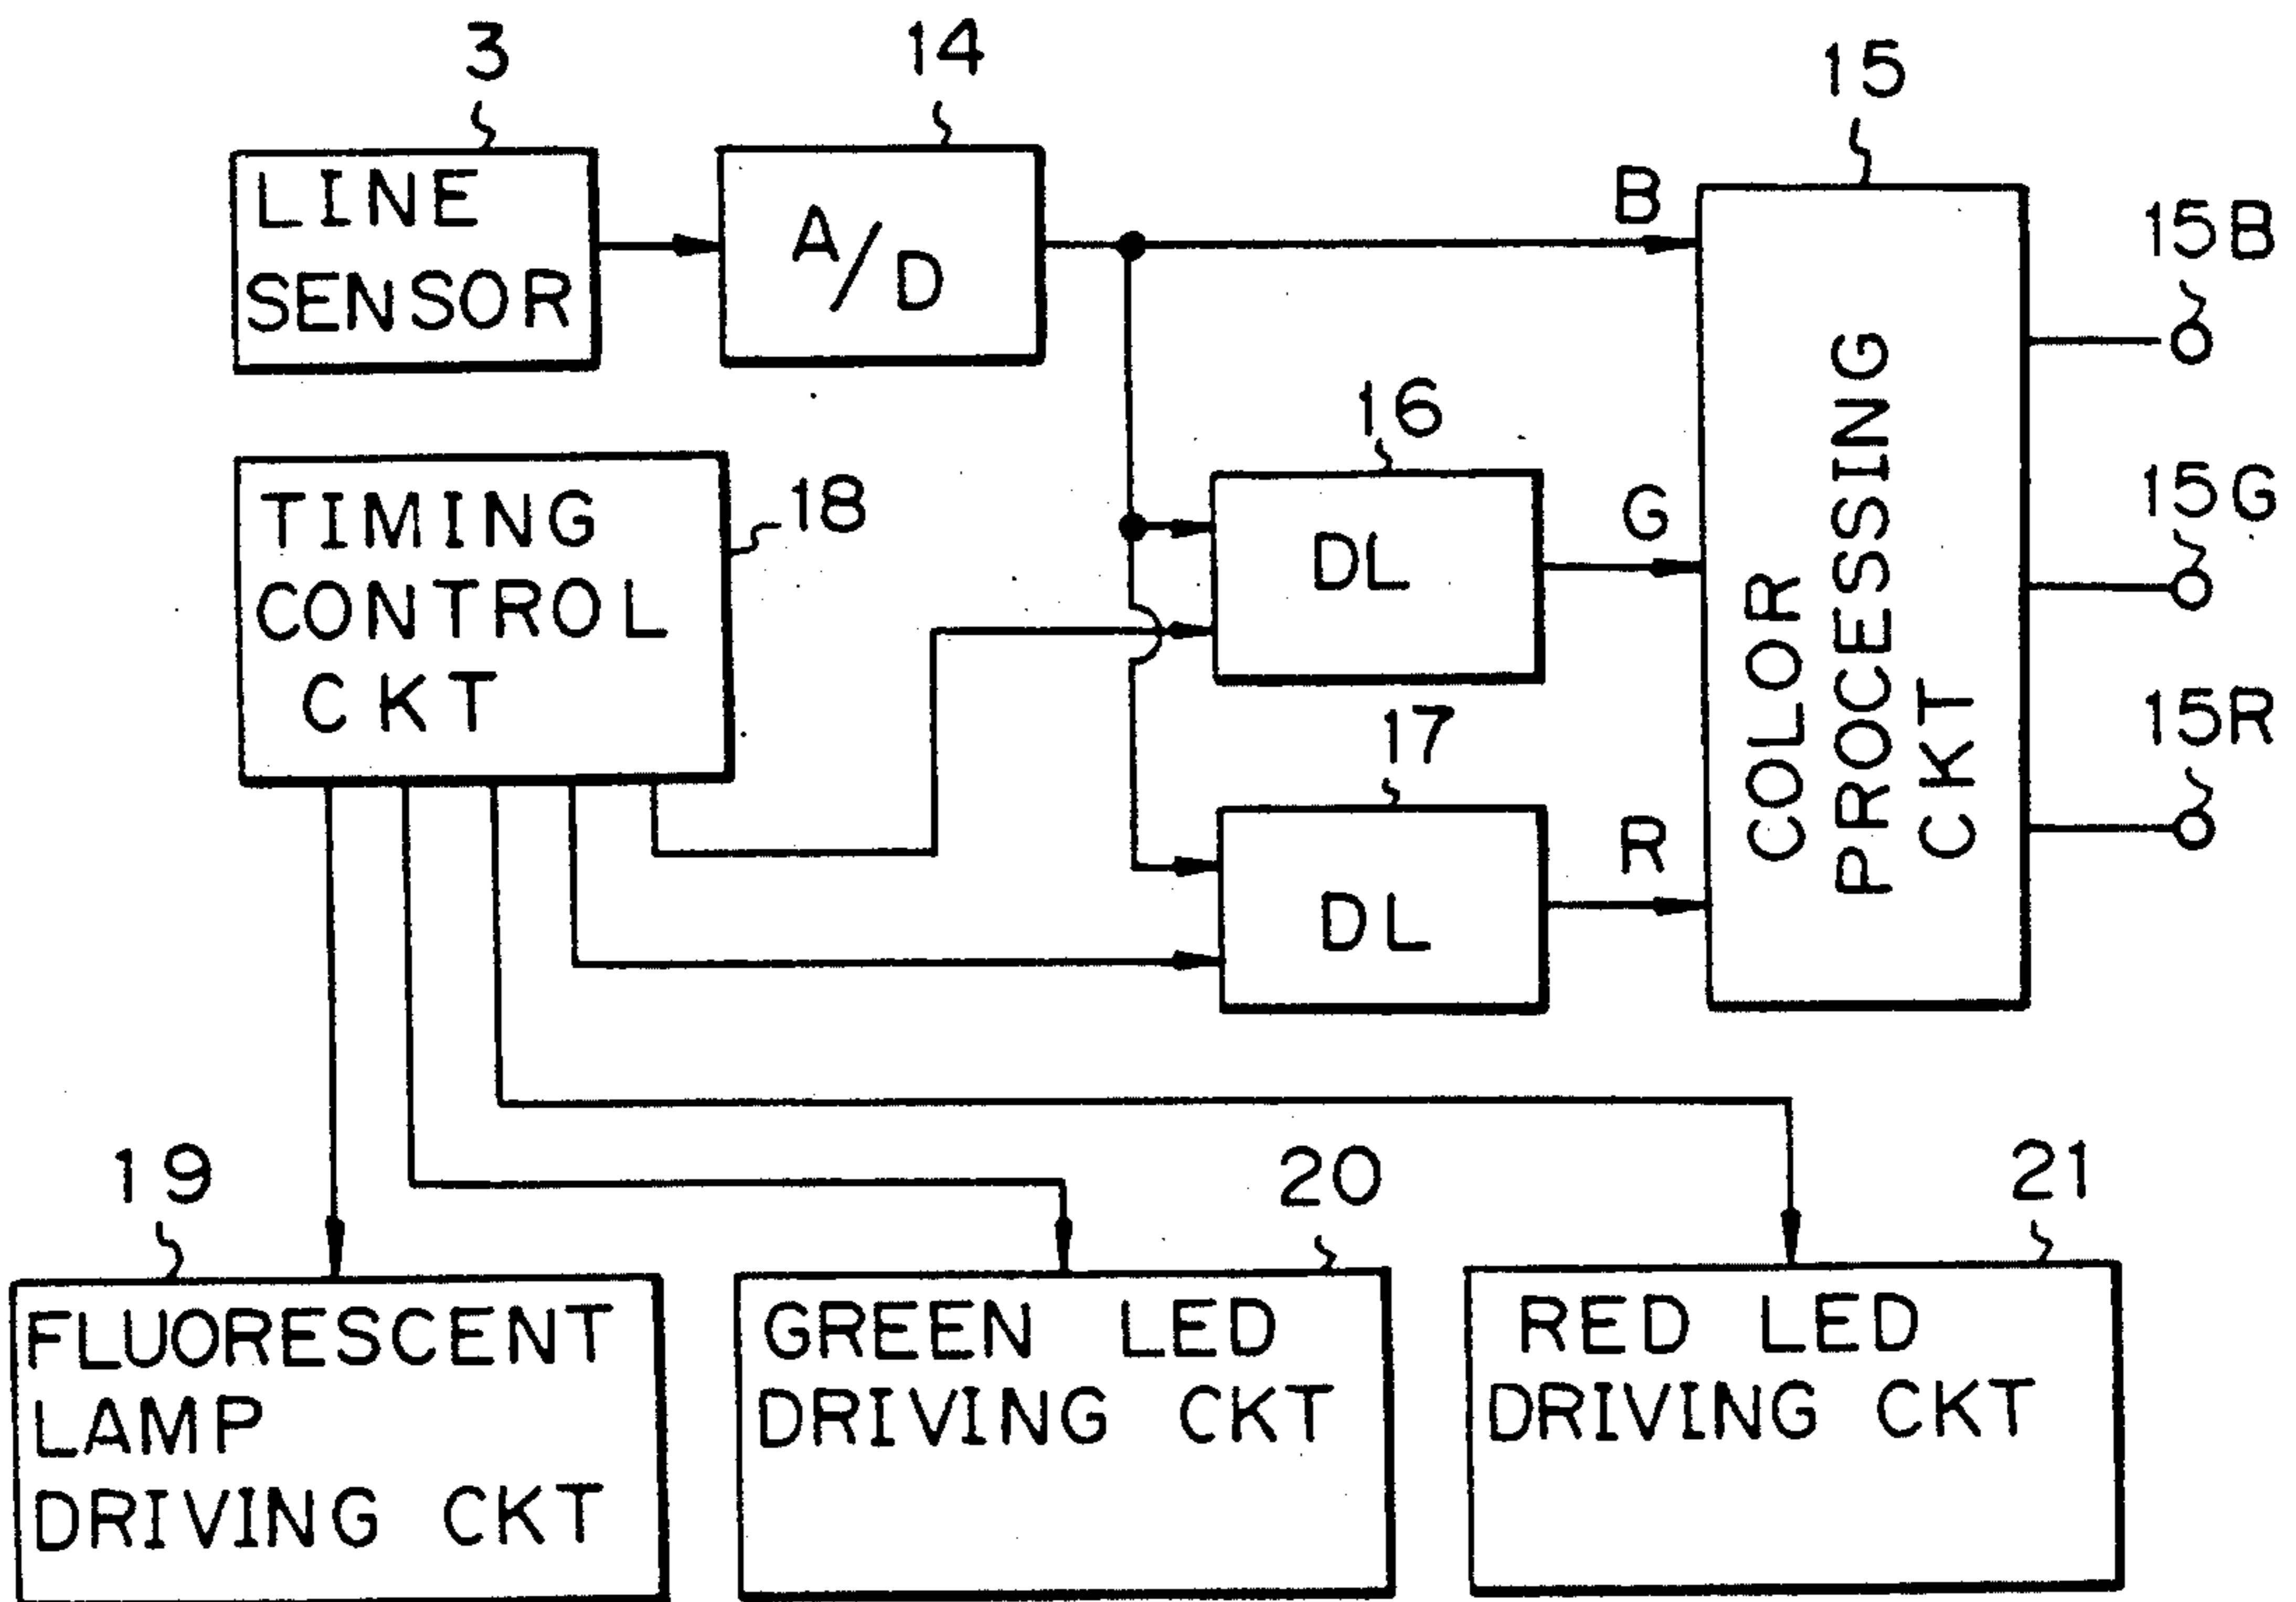 3
14
15
LINE
SENSOR
A/D
B
15B
16
TIMING
CONTROL
CKT
18
DL
G
15G
COLOR
PROCESSING
CKT
17
15R
DL
R
19
20
21
FLUORESCENT
LAMP
DRIVING CKT
GREEN LED
DRIVING CKT
RED LED
DRIVING CKT